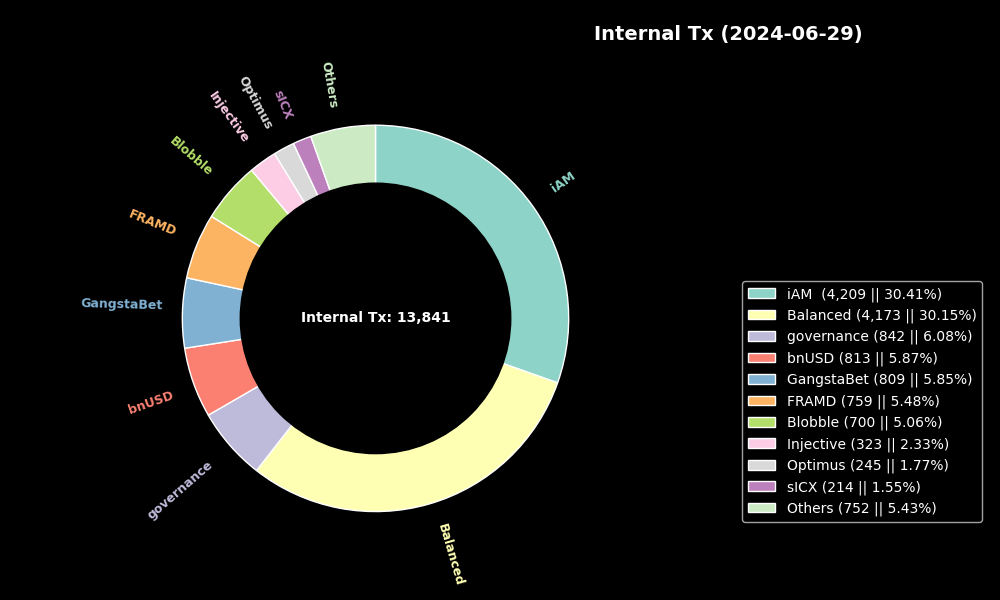 Internal Tx (2024-06-29)
Others
sICX
Optimus
Injective
Blobble
iAM
FRAMD
GangstaBet
Internal Tx: 13,841
bnUSD
governance
Balanced
iAM  (4,209 || 30.41%)
Balanced (4,173 || 30.15%)
governance (842 || 6.08%)
bnUSD (813 || 5.87%)
GangstaBet (809 || 5.85%)
FRAMD (759 || 5.48%)
Blobble (700 || 5.06%)
Injective (323 || 2.33%)
Optimus (245 || 1.77%)
sICX (214 || 1.55%)
Others (752 || 5.43%)